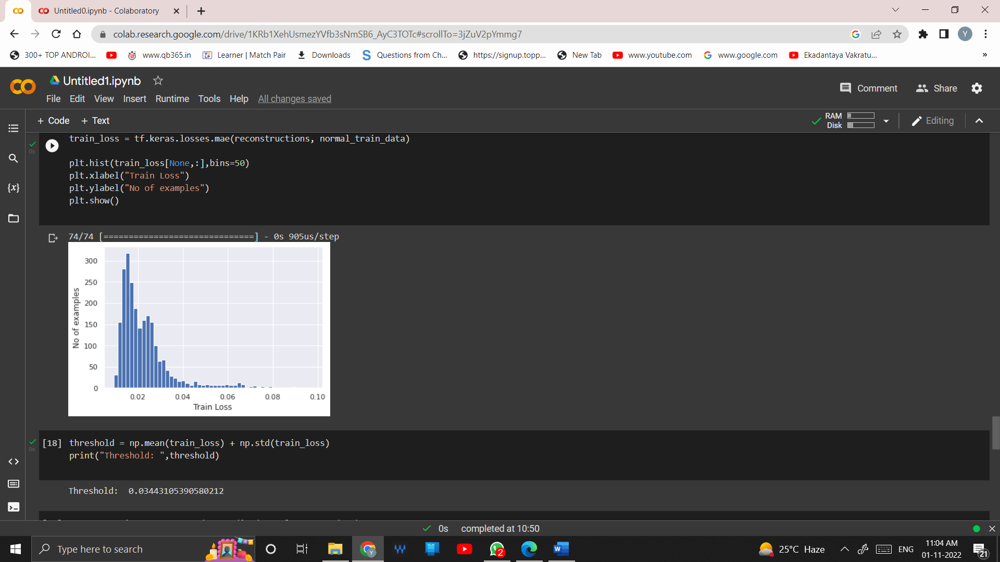 Untitled0.ipynb - Colaboratory
colab.research.google.com/drive/1KRb1XehUsmezYVfb3sNmSB6_AyC3TOTc#scrollTo=3jZuV2pYmmg7
Y
300+ TOP ANDROI...
www.qb365.in
Learner | Match Pair
Downloads
Questions from Ch...
https://signup.topp...
New Tab
www.youtube.com
www.google.com
Ekadantaya Vakratu...
»
Untitled1.ipynb
Comment
Share
File Edit View Insert Runtime Tools Help All changes saved
+ Code + Text
RAM
Disk
Editing
train_loss = tf.keras.losses.mae(reconstructions, normal_train_data)
0s
plt.hist(train_loss[None,:],bins=50)
plt.xlabel("Train Loss")
plt.ylabel("No of examples")
plt.show()
{x}
74/74 [==============================] - 0s 905us/step
300
250
200
150
100
50
0
No of examples
0.02 0.04 0.06 0.08 0.10
Train Loss
[18] threshold = np.mean(train_loss) + np.std(train_loss)
0s
print("Threshold: ",threshold)
Threshold:  0.03443105390580212
0s completed at 10:50
Type here to search
Y
2
W
25°C Haze
ENG
11:04 AM
01-11-2022
21